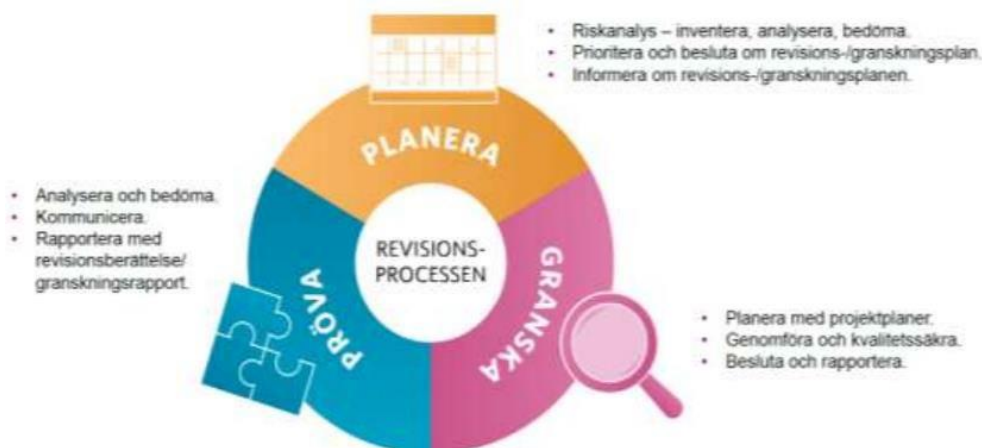 • Riskanalys – inventera, analysera, bedöma.
• Prioritera och besluta om revisions-/granskningsplan.
• Informera om revisions-/granskningsplanen.
PLANERA
• Analysera och bedöma.
• Kommunicera.
• Rapportera med
revisionsberättelse/
granskningsrapport.
REVISIONS-
PROCESSEN
GRANSKA
PRÖVA
• Planera med projektplaner.
• Genomföra och kvalitetssäkra.
• Besluta och rapportera.